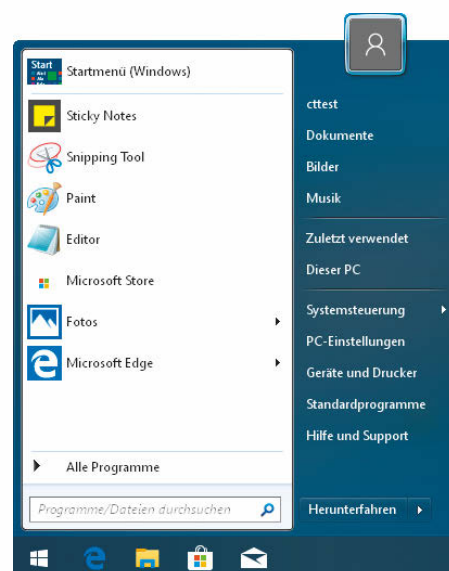 Start
Startmenü (Windows)
Sticky Notes
Snipping Tool
Paint
Editor
Microsoft Store
Fotos
Microsoft Edge
Alle Programme
Programme/Dateien durchsuchen
cttest
Dokumente
Bilder
Musik
Zuletzt verwendet
Dieser PC
Systemsteuerung
PC-Einstellungen
Geräte und Drucker
Standardprogramme
Hilfe und Support
Herunterfahren